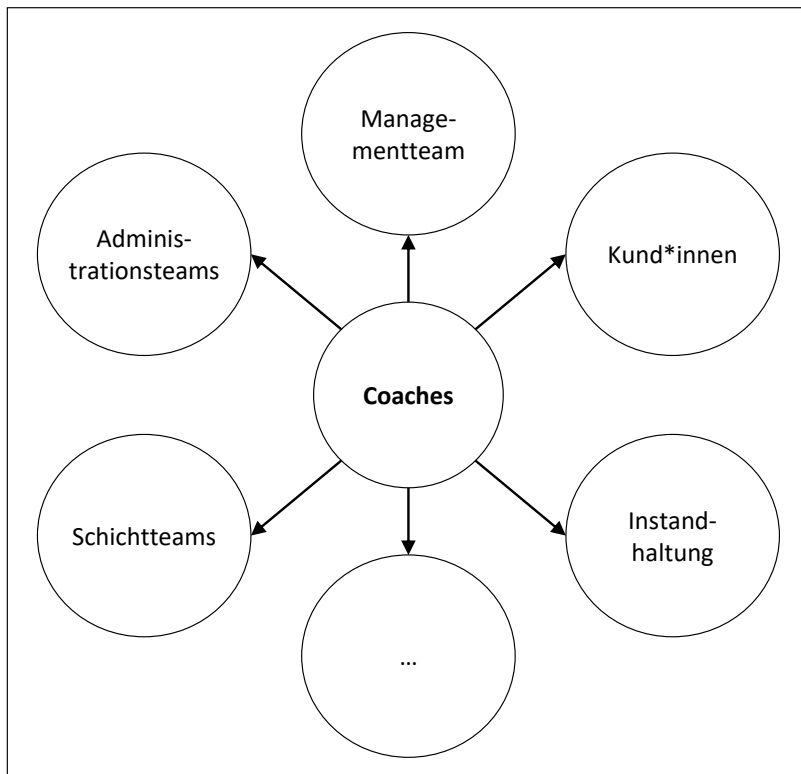 Manage-
mentteam
Adminis-
trationsteams
Kund*innen
Coaches
Schichtteams
Instand-
haltung
...